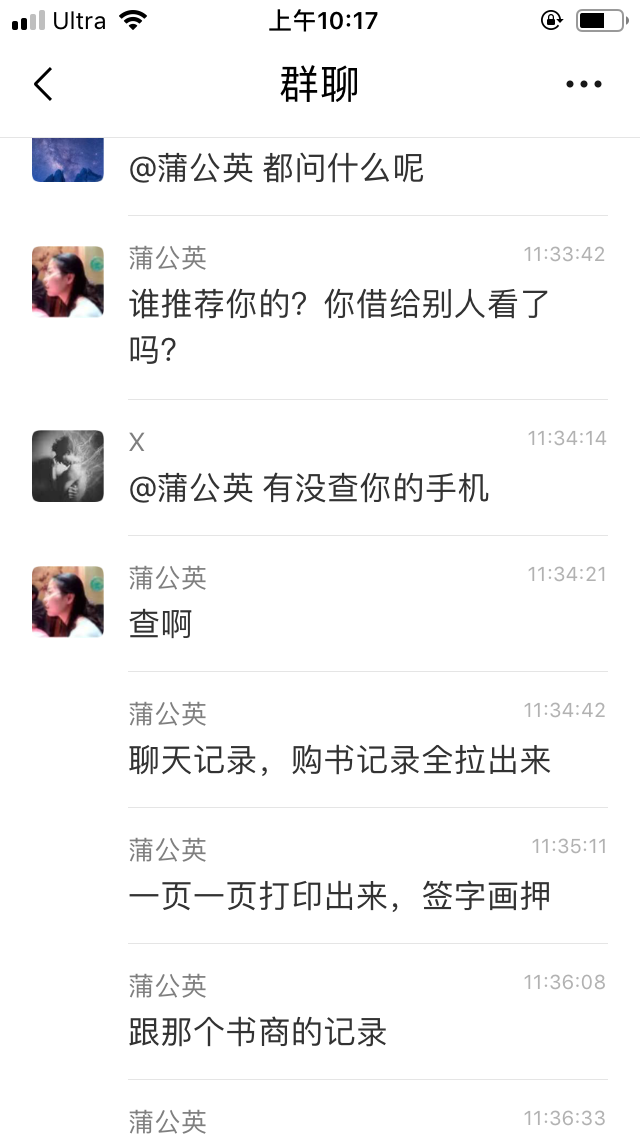 Ultra 上午10:17
群聊
@蒲公英 都问什么呢
蒲公英 11:33:42
谁推荐你的？你借给别人看了
吗？
X 11:34:14
@蒲公英 有没查你的手机
蒲公英 11:34:21
查啊
蒲公英 11:34:42
聊天记录，购书记录全拉出来
蒲公英 11:35:11
一页一页打印出来，签字画押
蒲公英 11:36:08
跟那个书商的记录
蒲公英 11:36:33